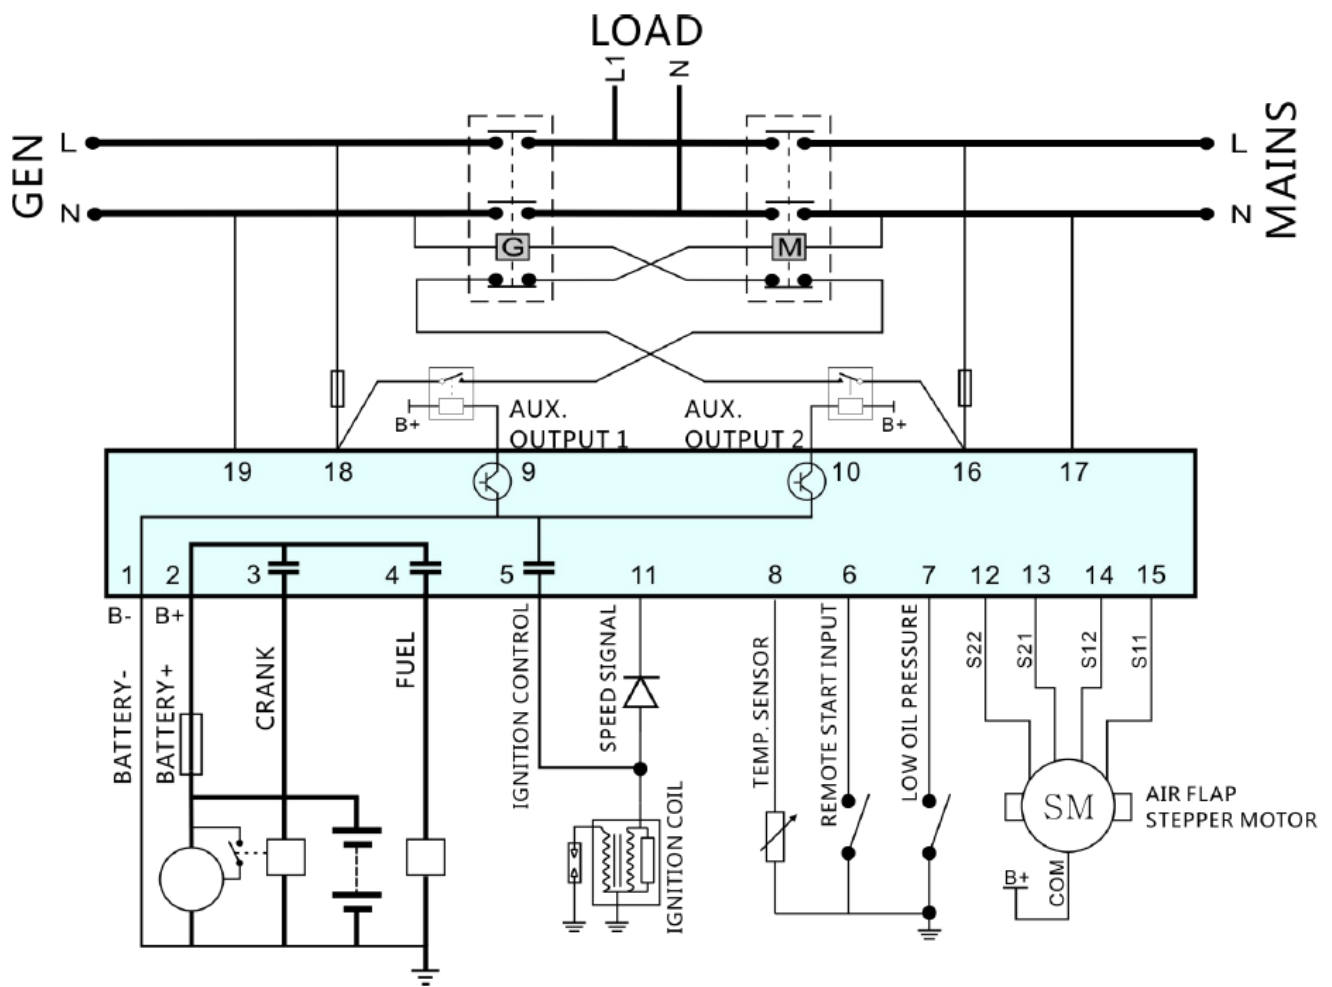 LOAD
L1
N
GEN
L
N
MAINS
L
N
G
M
B+
AUX.
OUTPUT 1
AUX.
OUTPUT 2
B+
19
18
9
10
16
17
1
2
3
4
5
11
8
6
7
12
13
14
15
B-
B+
BATTERY-
BATTERY+
CRANK
FUEL
IGNITION CONTROL
SPEED SIGNAL
IGNITION COIL
TEMP. SENSOR
REMOTE START INPUT
LOW OIL PRESSURE
S22
S21
S12
S11
SM
AIR FLAP
STEPPER MOTOR
B+
COM